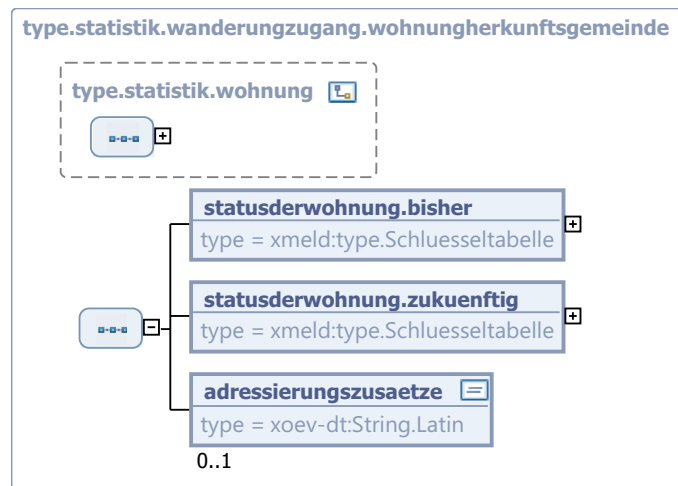 type.statistik.wanderungzugang.wohnungherkunftsgemeinde
type.statistik.wohnung
statusderwohnung.bisher
type = xmeld:type.Schluesseltabelle
statusderwohnung.zukuenftig
type = xmeld:type.Schluesseltabelle
adressierungszusaetze
type = xoev-dt:String.Latin
0..1